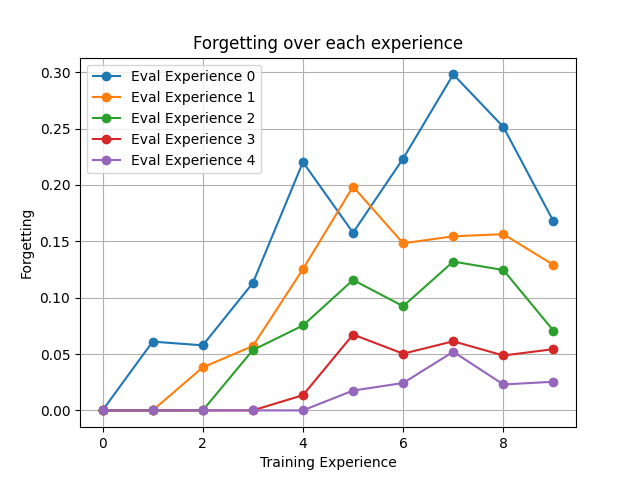 Forgetting over each experience
Eval Experience 0
Eval Experience 1
Eval Experience 2
Eval Experience 3
Eval Experience 4
0.30
0.25
0.20
0.15
0.10
0.05
0.00
Forgetting
0 2 4 6 8
Training Experience